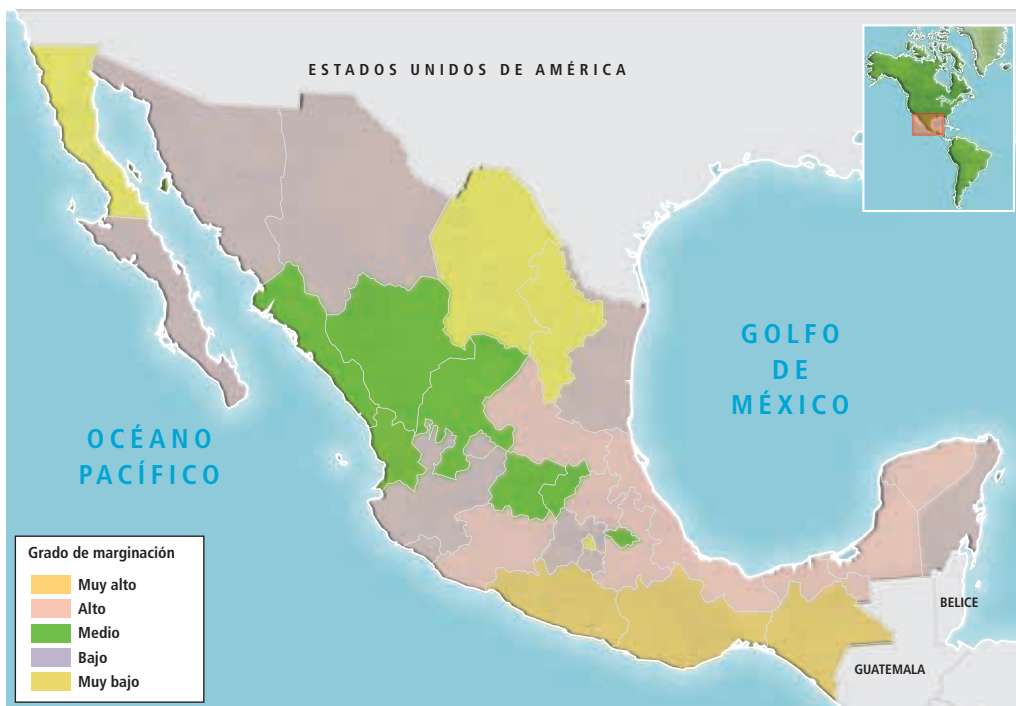 ESTADOS UNIDOS DE AMÉRICA
GOLFO
DE
MÉXICO
OCÉANO
PACÍFICO
Grado de marginación
Muy alto
Alto
Medio
Bajo
Muy bajo
BELICE
GUATEMALA